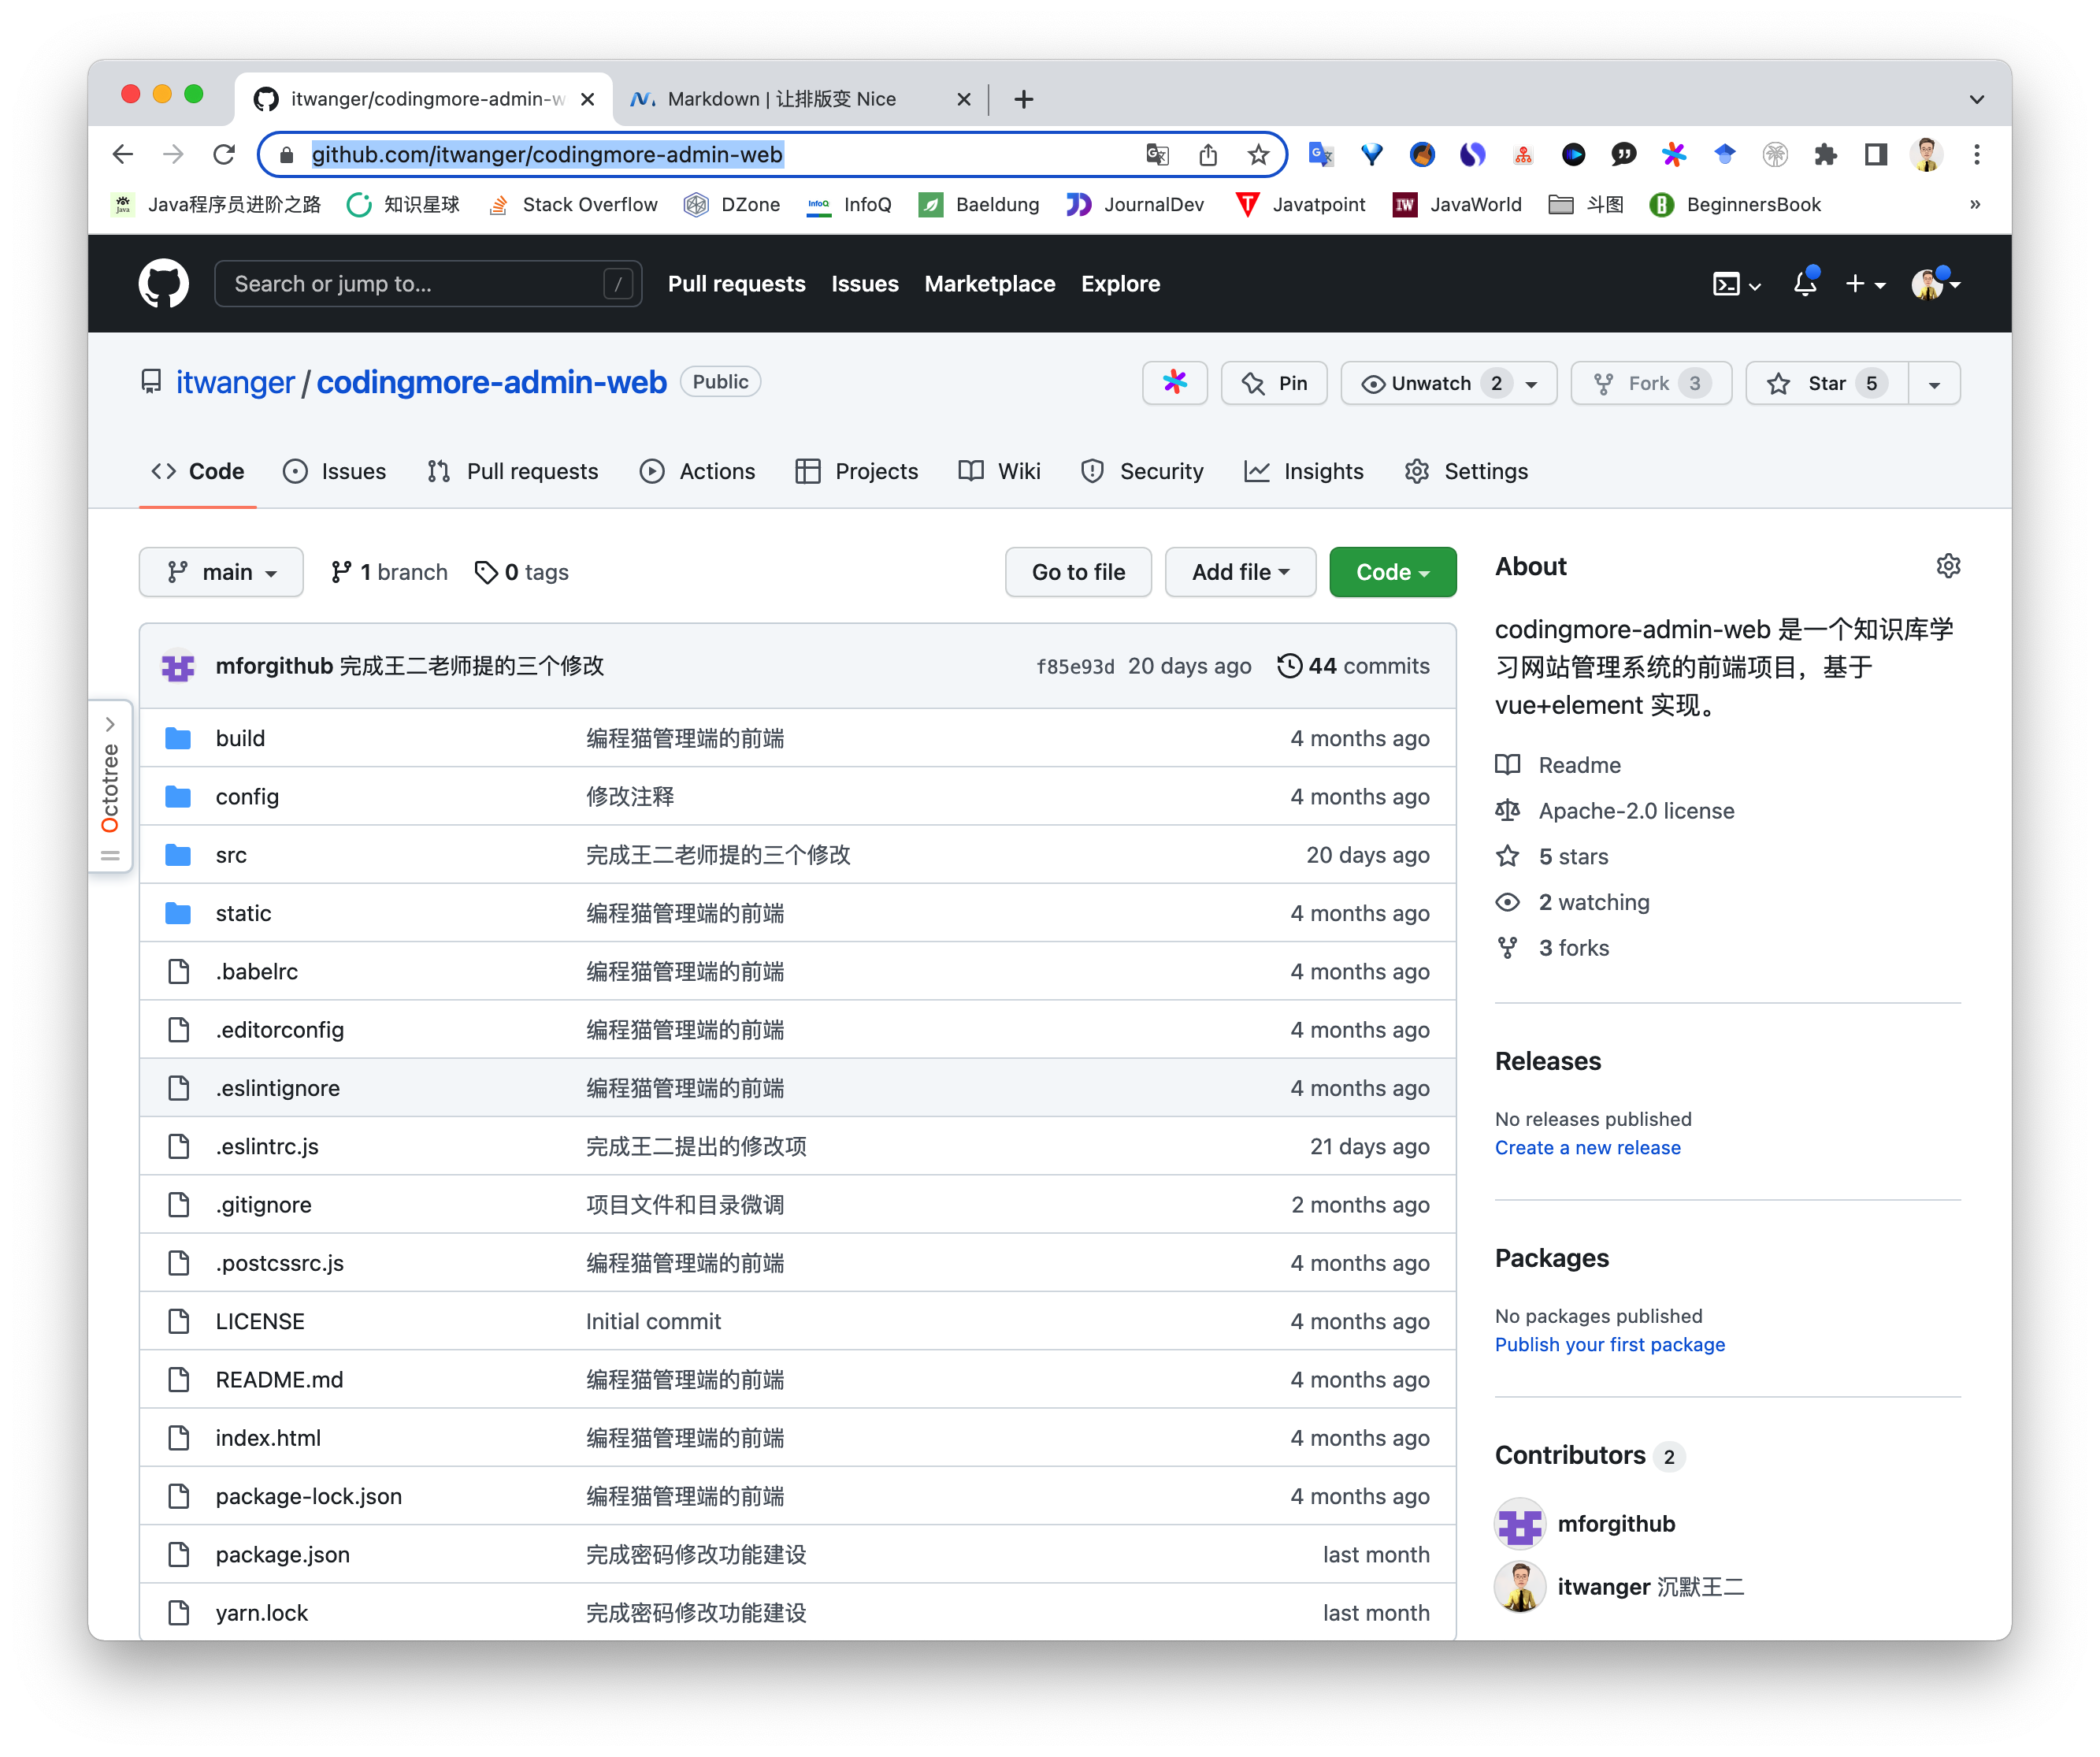 itwanger/codingmore-admin-w
Markdown | 让排版变 Nice
github.com/itwanger/codingmore-admin-web
Java程序员进阶之路 知识星球 Stack Overflow DZone InfoQ InfoQ Baeldung JournalDev Javatpoint IW JavaWorld 斗图 BeginnersBook »
Search or jump to... / Pull requests Issues Marketplace Explore
itwanger/codingmore-admin-web Public Pin Unwatch 2 Fork 3 Star 5
Code Issues Pull requests Actions Projects Wiki Security Insights Settings
main 1 branch 0 tags Go to file Add file Code
mforgithub 完成王二老师提的三个修改 f85e93d 20 days ago 44 commits
build 编程猫管理端的前端 4 months ago
config 修改注释 4 months ago
src 完成王二老师提的三个修改 20 days ago
static 编程猫管理端的前端 4 months ago
.babelrc 编程猫管理端的前端 4 months ago
.editorconfig 编程猫管理端的前端 4 months ago
.eslintignore 编程猫管理端的前端 4 months ago
.eslintrc.js 完成王二提出的修改项 21 days ago
.gitignore 项目文件和目录微调 2 months ago
.postcssrc.js 编程猫管理端的前端 4 months ago
LICENSE Initial commit 4 months ago
README.md 编程猫管理端的前端 4 months ago
index.html 编程猫管理端的前端 4 months ago
package-lock.json 编程猫管理端的前端 4 months ago
package.json 完成密码修改功能建设 last month
yarn.lock 完成密码修改功能建设 last month
Octotree
About
codingmore-admin-web 是一个知识库学
习网站管理系统的前端项目，基于
vue+element 实现。
Readme
Apache-2.0 license
5 stars
2 watching
3 forks
Releases
No releases published
Create a new release
Packages
No packages published
Publish your first package
Contributors 2
mforgithub
itwanger 沉默王二